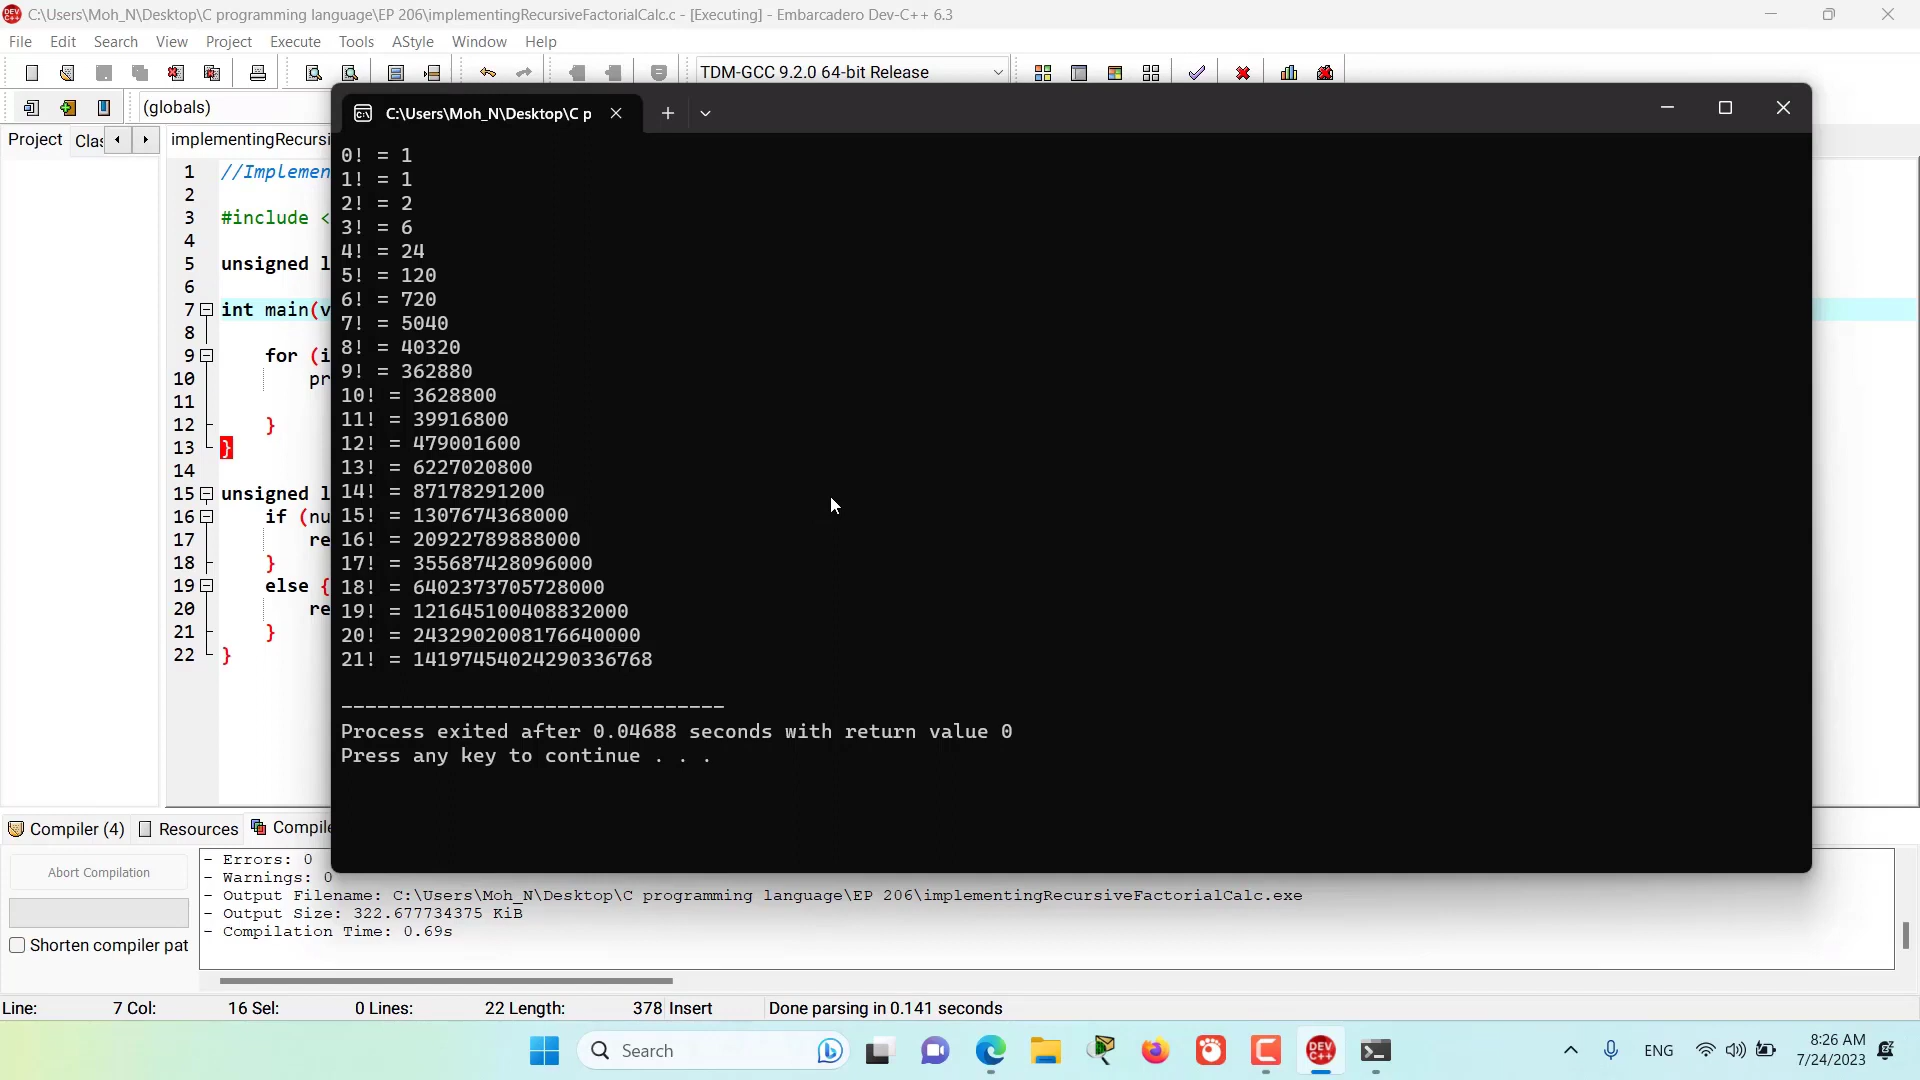 C:\Users\Moh_N\Desktop\C programming language\EP 206\implementingRecursiveFactorialCalc.c - [Executing] - Embarcadero Dev-C++ 6.3
File Edit Search View Project Execute Tools AStyle Window Help
TDM-GCC 9.2.0 64-bit Release
(globals)
C:\Users\Moh_N\Desktop\C p
Project Clas
implementingRecursi
1 //Implemen
2
3 #include <
4
5 unsigned l
6
7 int main(v
8
9 for (i
10 pr
11
12 }
13 }
14
15 unsigned l
16 if (nu
17 re
18 }
19 else {
20 re
21 }
22 }
0! = 1
1! = 1
2! = 2
3! = 6
4! = 24
5! = 120
6! = 720
7! = 5040
8! = 40320
9! = 362880
10! = 3628800
11! = 39916800
12! = 479001600
13! = 6227020800
14! = 87178291200
15! = 1307674368000
16! = 20922789888000
17! = 355687428096000
18! = 6402373705728000
19! = 121645100408832000
20! = 2432902008176640000
21! = 14197454024290336768
--------------------------------
Process exited after 0.04688 seconds with return value 0
Press any key to continue . . .
Compiler (4) Resources Compile
Abort Compilation
Shorten compiler pat
- Errors: 0
- Warnings: 0
- Output Filename: C:\Users\Moh_N\Desktop\C programming language\EP 206\implementingRecursiveFactorialCalc.exe
- Output Size: 322.677734375 KiB
- Compilation Time: 0.69s
Line: 7 Col: 16 Sel: 0 Lines: 22 Length: 378 Insert Done parsing in 0.141 seconds
Search
DEV C++
ENG
8:26 AM
7/24/2023